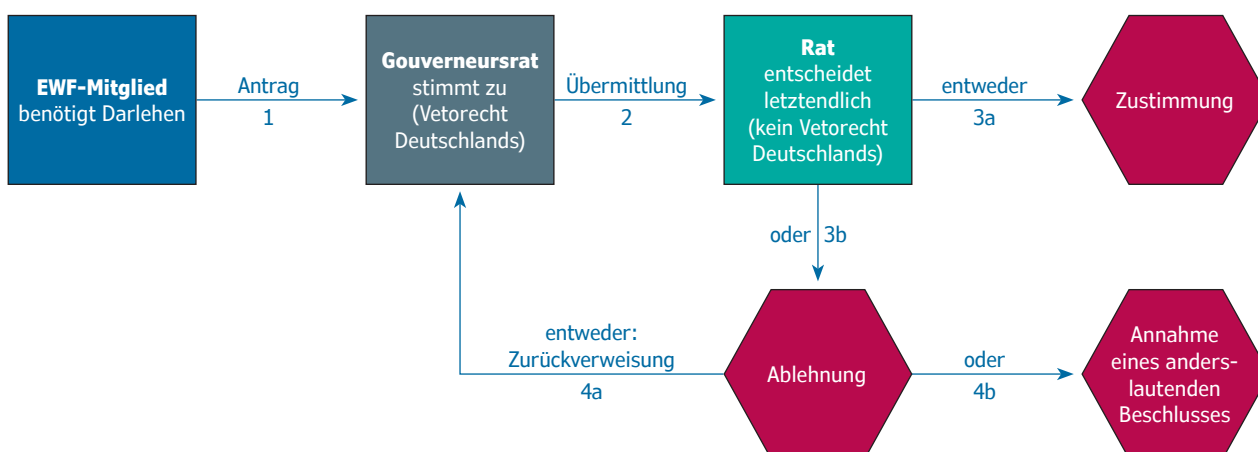 EWF-Mitglied
benötigt Darlehen
Antrag
1
Gouverneursrat
stimmt zu
(Vetorecht
Deutschlands)
Übermittlung
2
Rat
entscheidet
letztendlich
(kein Vetorecht
Deutschlands)
entweder
3a
Zustimmung
oder 3b
entweder:
Zurückverweisung
4a
Ablehnung
oder
4b
Annahme
eines anders-
lautenden
Beschlusses